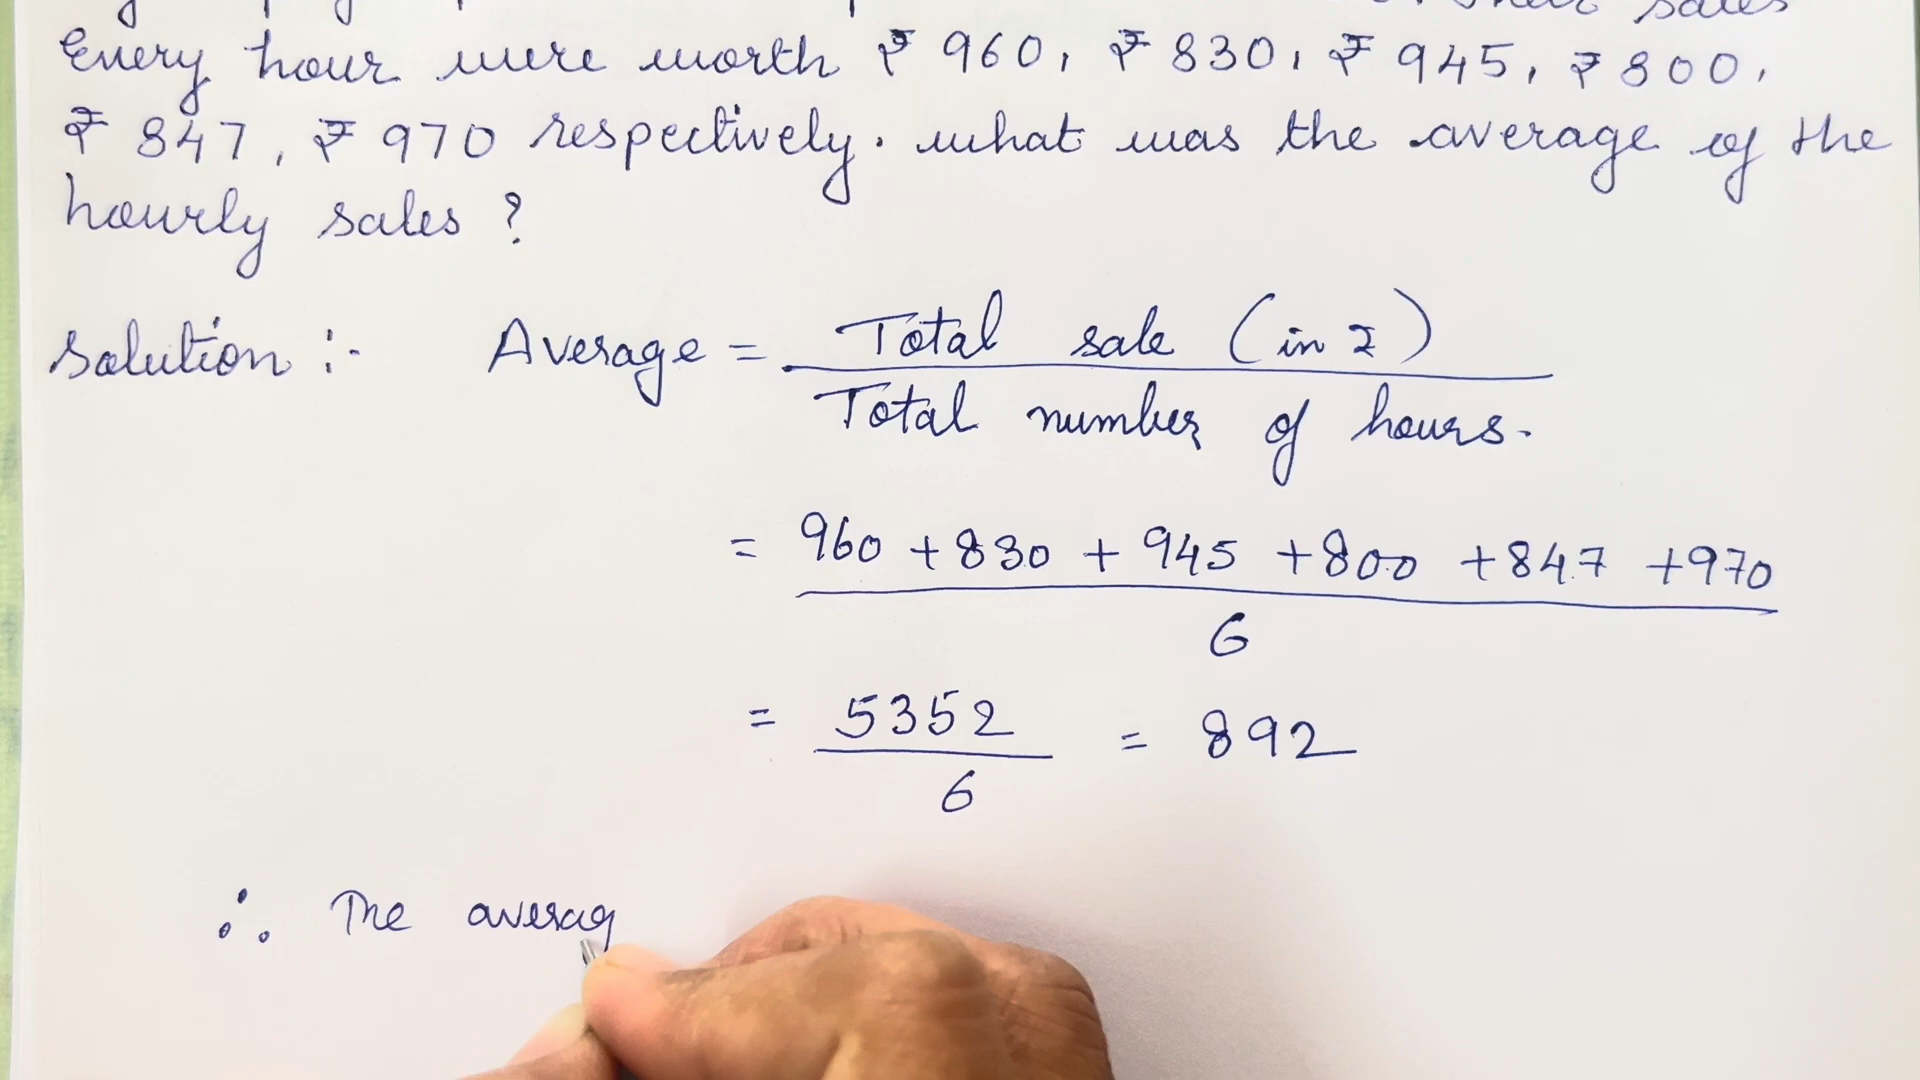 sales
Every hour were worth ₹ 960, ₹ 830, ₹ 945, ₹ 800,
₹ 847, ₹ 970 respectively. what was the average of the
hourly sales ?
Solution :- Average = Total sale (in ₹)
Total number of hours.
= 960 + 830 + 945 + 800 + 847 + 970
6
= 5352 = 892
6
∴ The averag